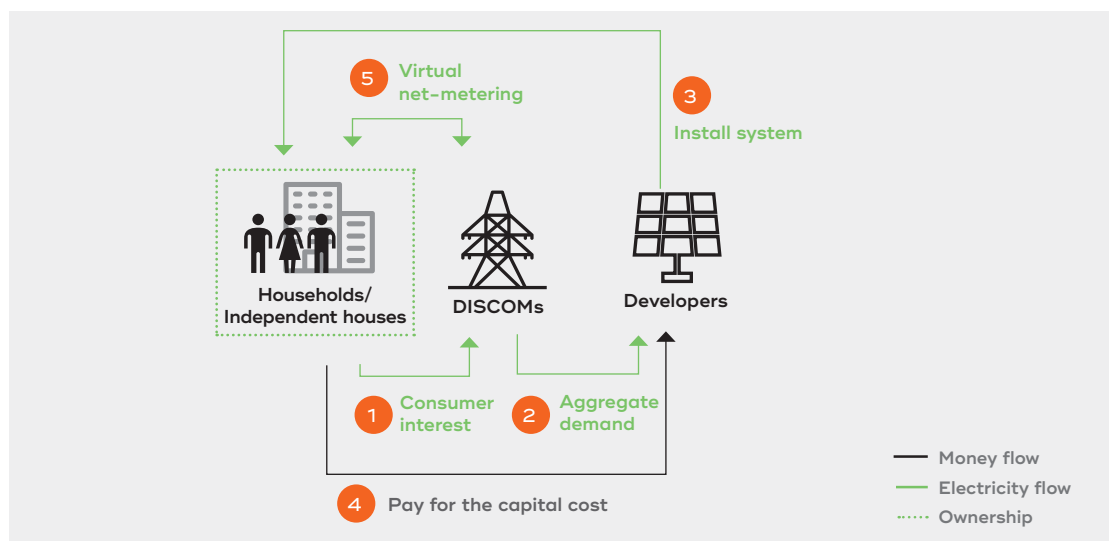 5
Virtual
net-metering
3
Install system
Households/
Independent houses
DISCOMs
Developers
1
Consumer
interest
2
Aggregate
demand
4
Pay for the capital cost
Money flow
Electricity flow
Ownership